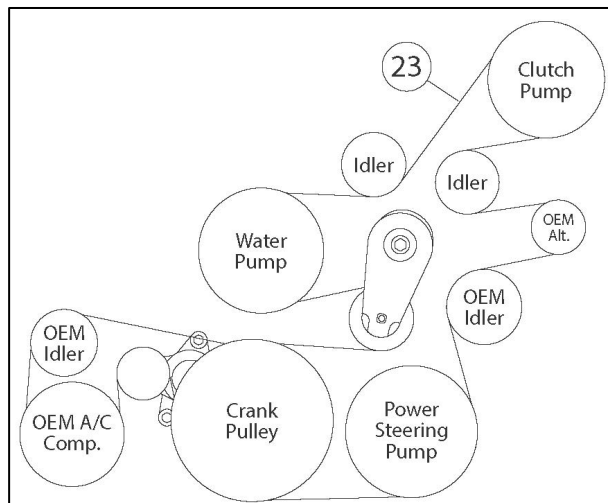 23
Clutch
Pump
Idler
Idler
OEM
Alt.
Water
Pump
OEM
Idler
OEM
Idler
OEM A/C
Comp.
Crank
Pulley
Power
Steering
Pump